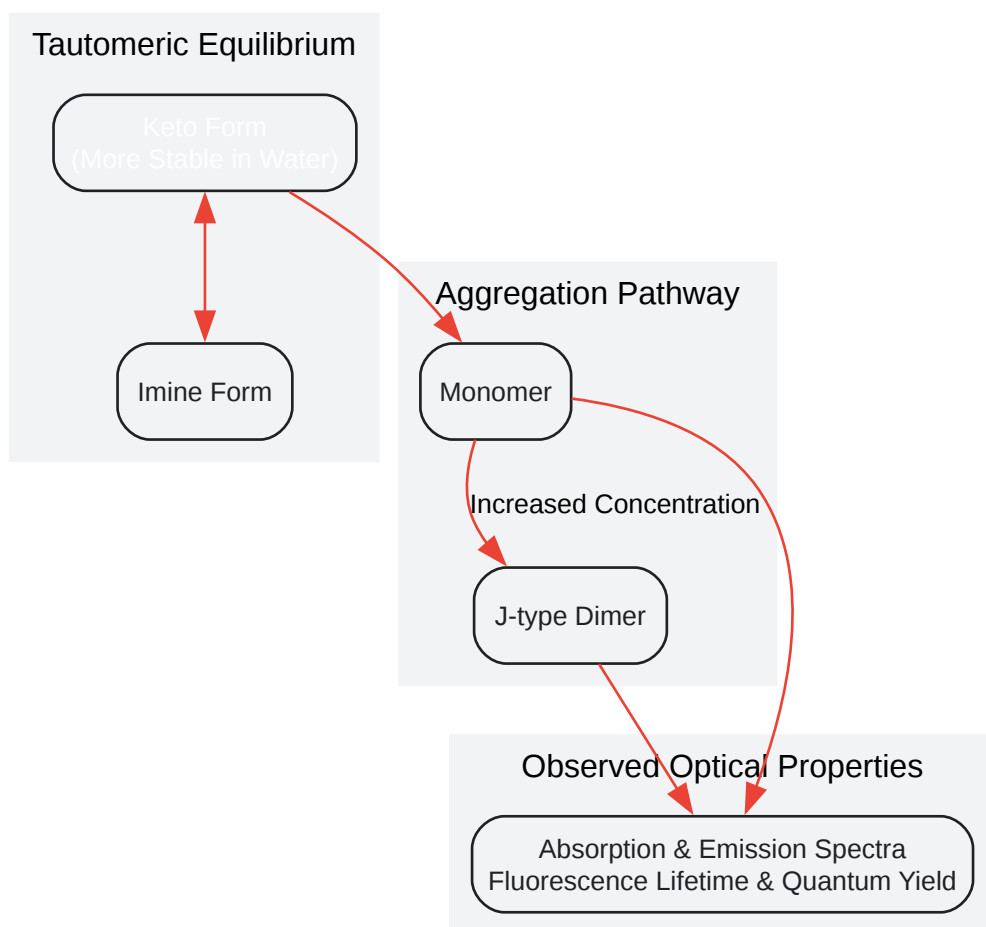 Tautomeric Equilibrium
Keto Form
(More Stable in Water)
Imine Form
Aggregation Pathway
Monomer
Increased Concentration
J-type Dimer
Observed Optical Properties
Absorption & Emission Spectra
Fluorescence Lifetime & Quantum Yield